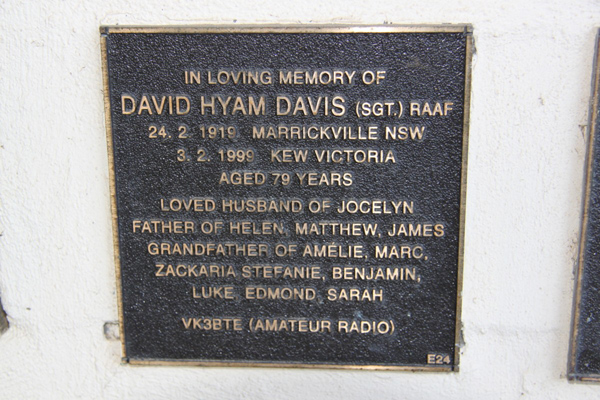 IN LOVING MEMORY OF
DAVID HYAM DAVIS (SGT.) RAAF
24. 2. 1919. MARRICKVILLE NSW
3. 2. 1999. KEW VICTORIA
AGED 79 YEARS
LOVED HUSBAND OF JOCELYN
FATHER OF HELEN, MATTHEW, JAMES
GRANDFATHER OF AMÉLIE, MARC,
ZACKARIA STEFANIE, BENJAMIN,
LUKE, EDMOND, SARAH
VK3BTE (AMATEUR RADIO)
E24